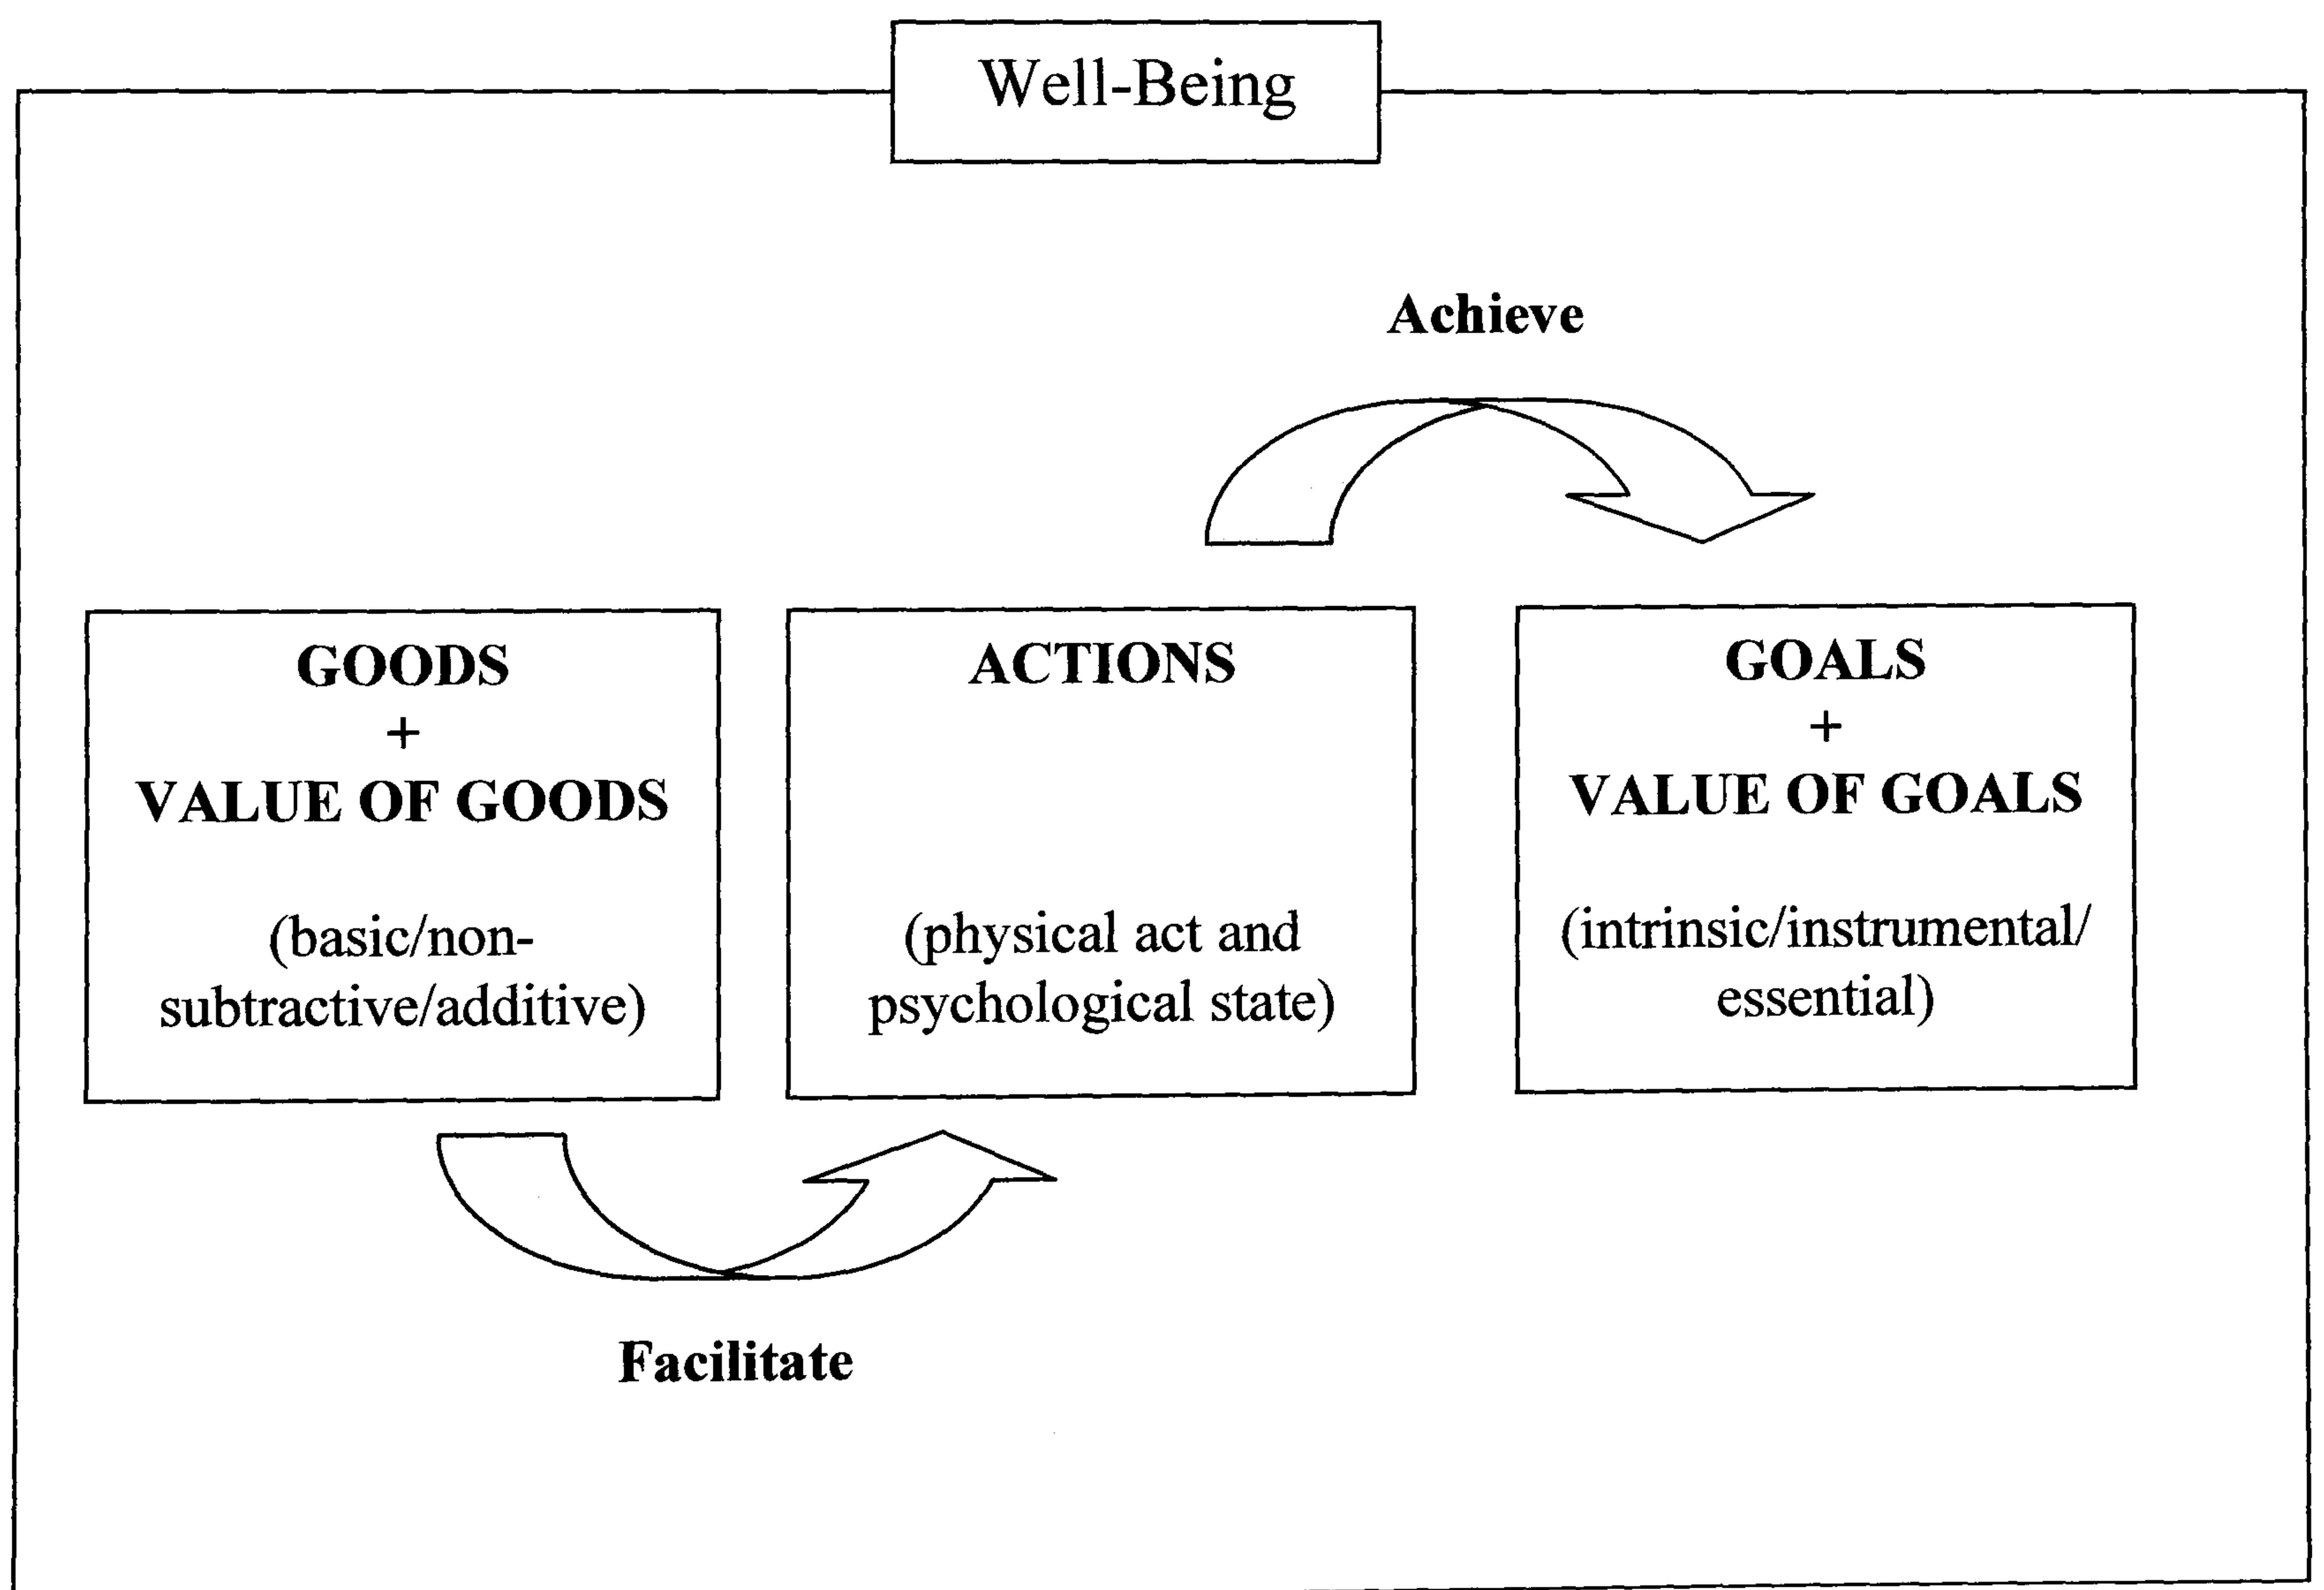 Well-Being
Achieve
GOODS
+
VALUE OF GOODS
(basic/non-
subtractive/additive)
ACTIONS
(physical act and
psychological state)
GOALS
+
VALUE OF GOALS
(intrinsic/instrumental/
essential)
Facilitate